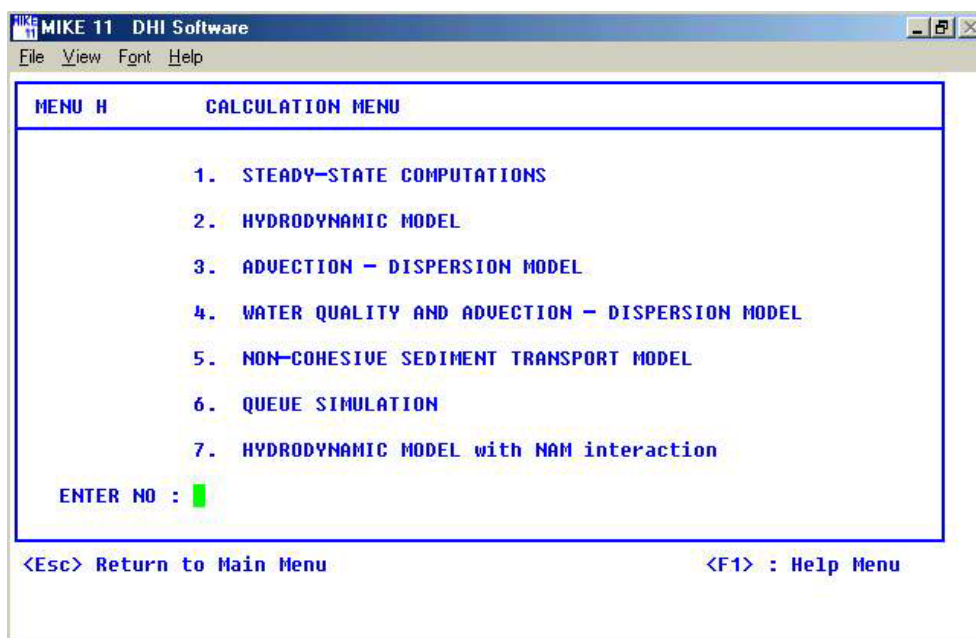 MIKE 11 MIKE 11 DHI Software
File View Font Help
MENU H CALCULATION MENU
1. STEADY-STATE COMPUTATIONS
2. HYDRODYNAMIC MODEL
3. ADVECTION - DISPERSION MODEL
4. WATER QUALITY AND ADVECTION - DISPERSION MODEL
5. NON-COHESIVE SEDIMENT TRANSPORT MODEL
6. QUEUE SIMULATION
7. HYDRODYNAMIC MODEL with NAM interaction
ENTER NO :
<Esc> Return to Main Menu <F1> : Help Menu